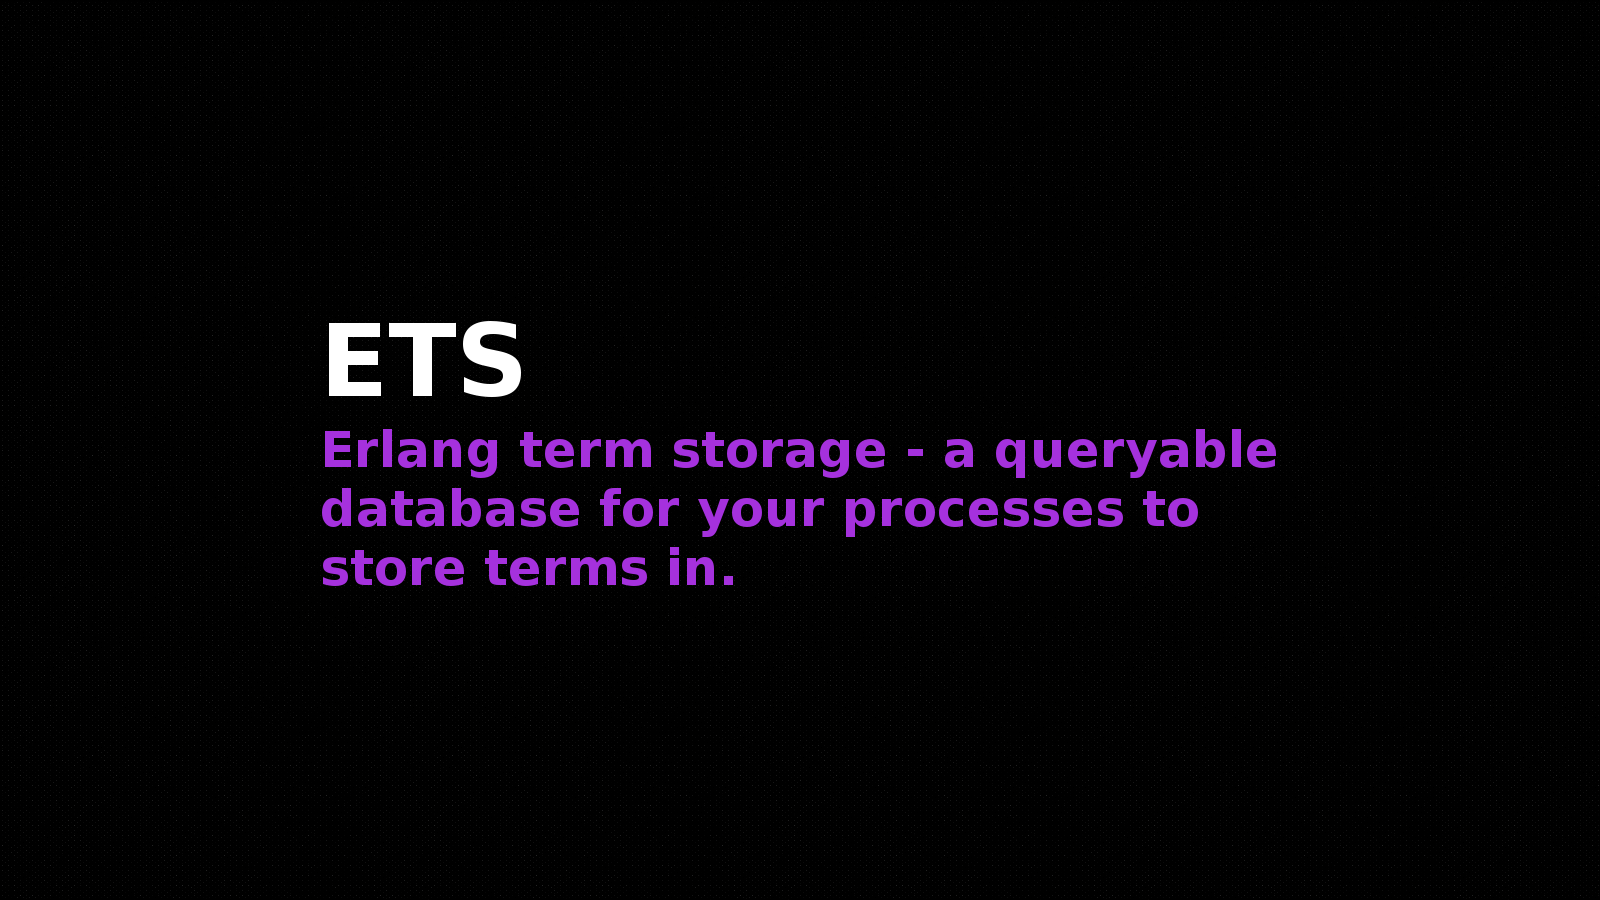 ETS
Erlang term storage - a queryable
database for your processes to
store terms in.